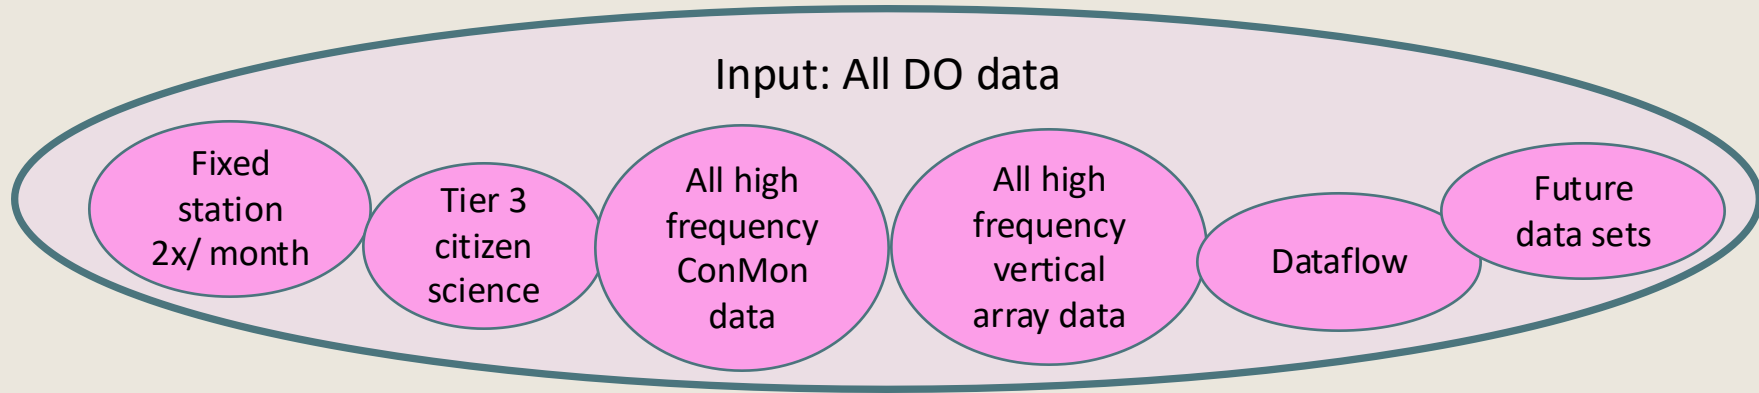 Input: All DO data
Fixed
station
2x/ month
Tier 3
citizen
science
All high
frequency
ConMon
data
All high
frequency
vertical
array data
Dataflow
Future
data sets